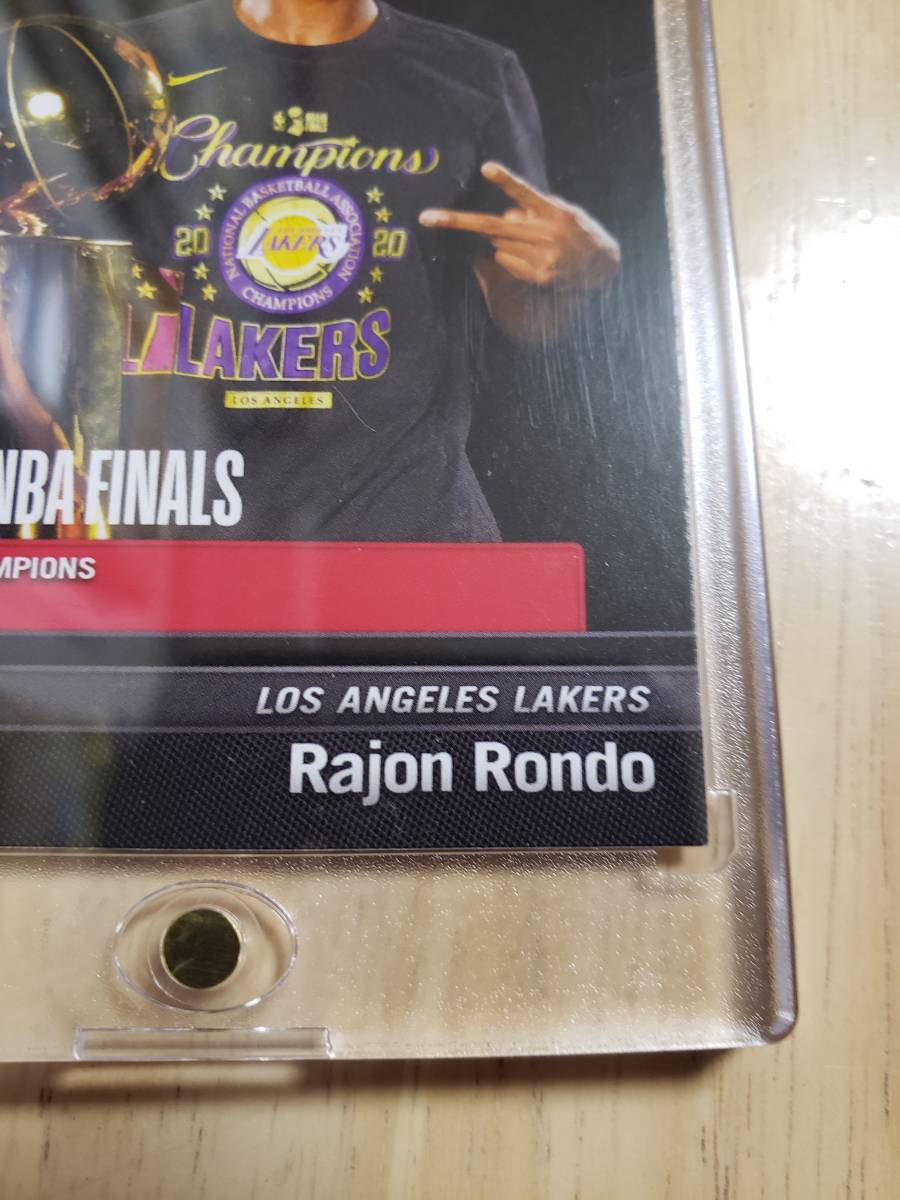 Champions
NATIONAL BASKETBALL ASSOCIATION
20 LAKERS 20
CHAMPIONS
LAKERS
LOS ANGELES
NBA FINALS
MPIONS
LOS ANGELES LAKERS
Rajon Rondo